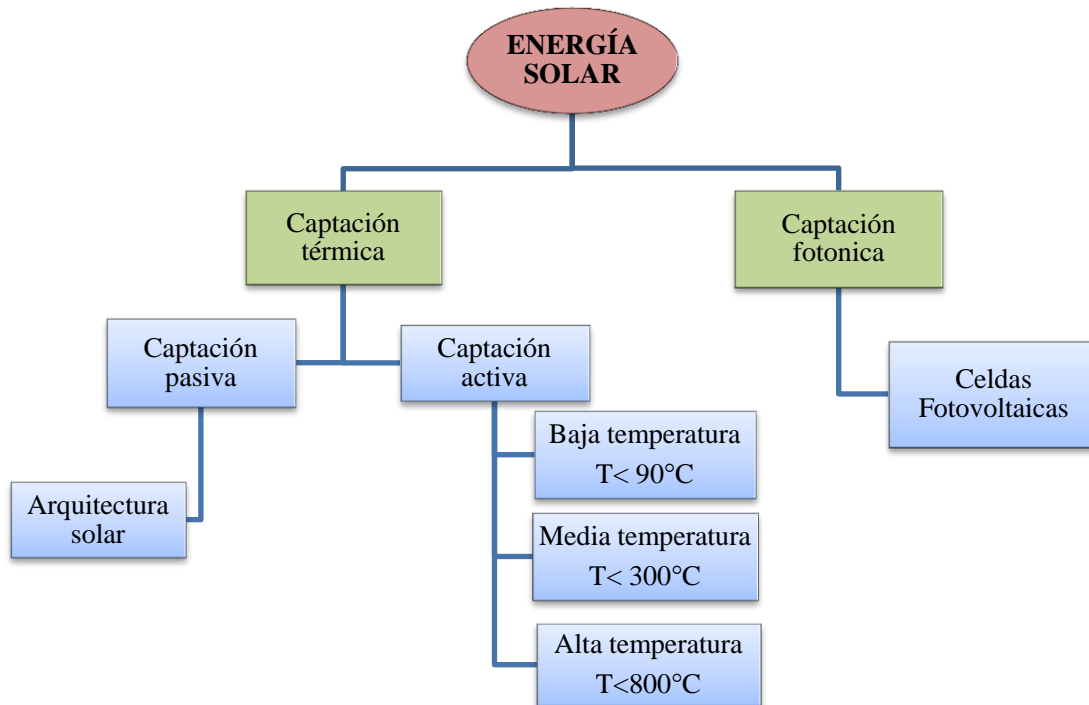 ENERGÍA
SOLAR
Captación
térmica
Captación
fotonica
Captación
pasiva
Captación
activa
Celdas
Fotovoltaicas
Baja temperatura
T< 90°C
Arquitectura
solar
Media temperatura
T< 300°C
Alta temperatura
T<800°C